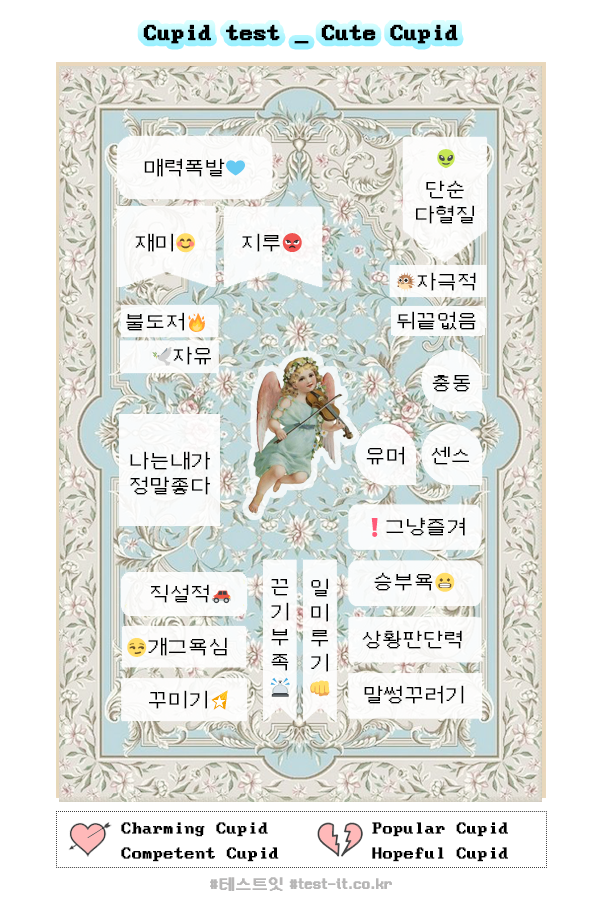 Cupid test _ Cute Cupid
매력폭발💙
👽
단순
다혈질
재미😊
지루😡
🐡자극적
불도저🔥
뒤끝없음
🕊️자유
충동
나는내가
정말좋다
유머
센스
❗그냥즐겨
직설적🚗
끈
기
부
족
🚨
일
미
루
기
👊
승부욕😬
😏개그욕심
상황판단력
꾸미기🌠
말썽꾸러기
Charming Cupid
Competent Cupid
Popular Cupid
Hopeful Cupid
#테스트잇 #test-it.co.kr